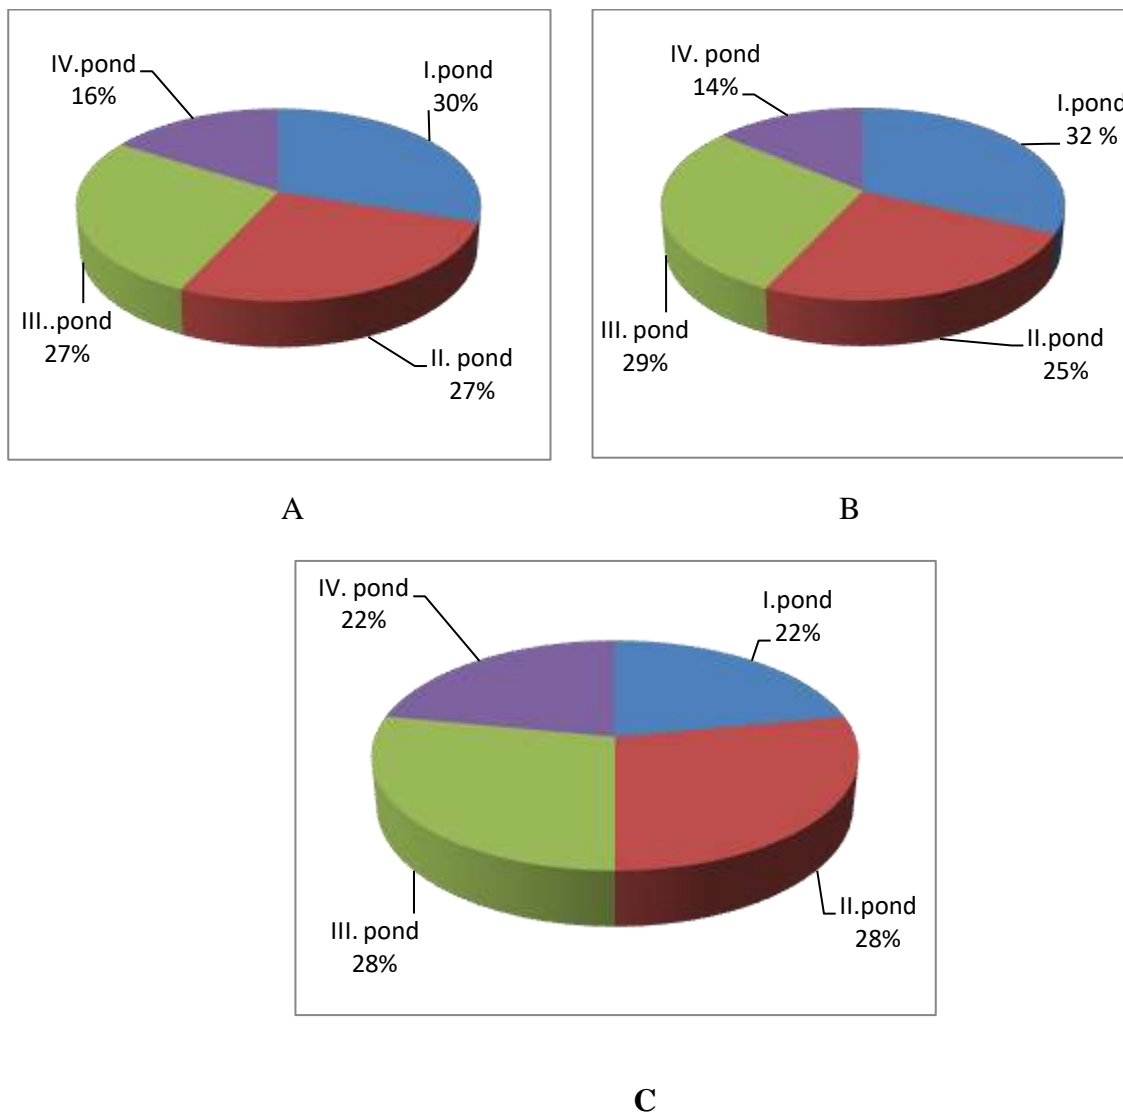 IV.pond
16%
I.pond
30%
III..pond
27%
II. pond
27%
IV. pond
14%
I.pond
32 %
III. pond
29%
II.pond
25%
A
B
IV. pond
22%
I.pond
22%
III. pond
28%
II.pond
28%
C